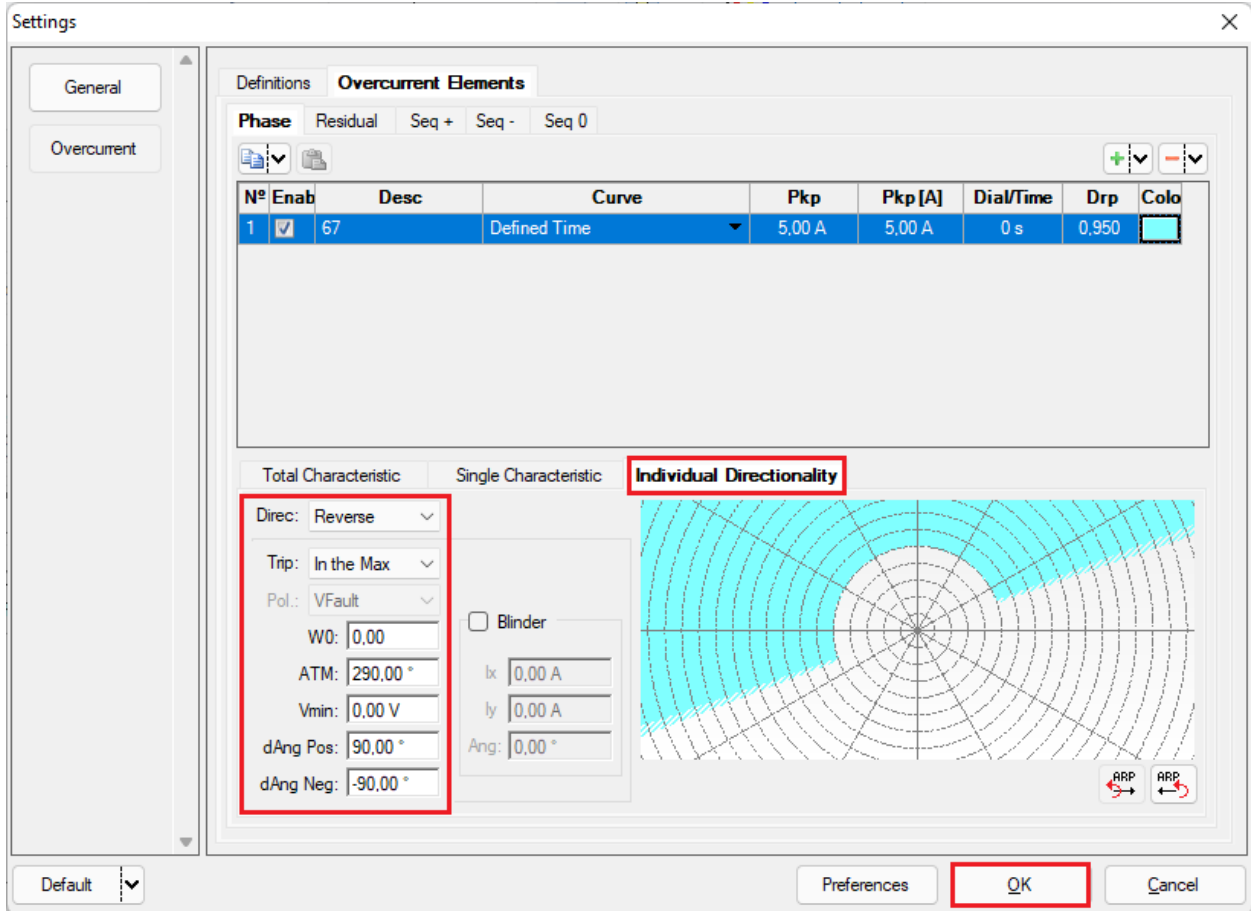 Settings
General
Overcurrent
Definitions Overcurrent Elements
Phase Residual Seq + Seq - Seq 0
Nº Enab Desc Curve Pkp Pkp [A] Dial/Time Drp Colo
1 67 Defined Time 5,00 A 5,00 A 0 s 0,950
Total Characteristic Single Characteristic Individual Directionality
Direc: Reverse
Trip: In the Max
Pol.: VFault
W0: 0,00
ATM: 290,00 °
Vmin: 0,00 V
dAng Pos: 90,00 °
dAng Neg: -90,00 °
Blinder
Ix 0,00 A
Iy 0,00 A
Ang: 0,00 °
ARP ARP
Default Preferences OK Cancel